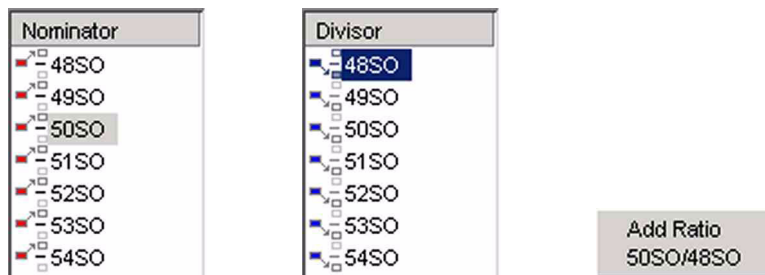 Nominator
48SO
49SO
50SO
51SO
52SO
53SO
54SO
Divisor
48SO
49SO
50SO
51SO
52SO
53SO
54SO
Add Ratio
50SO/48SO